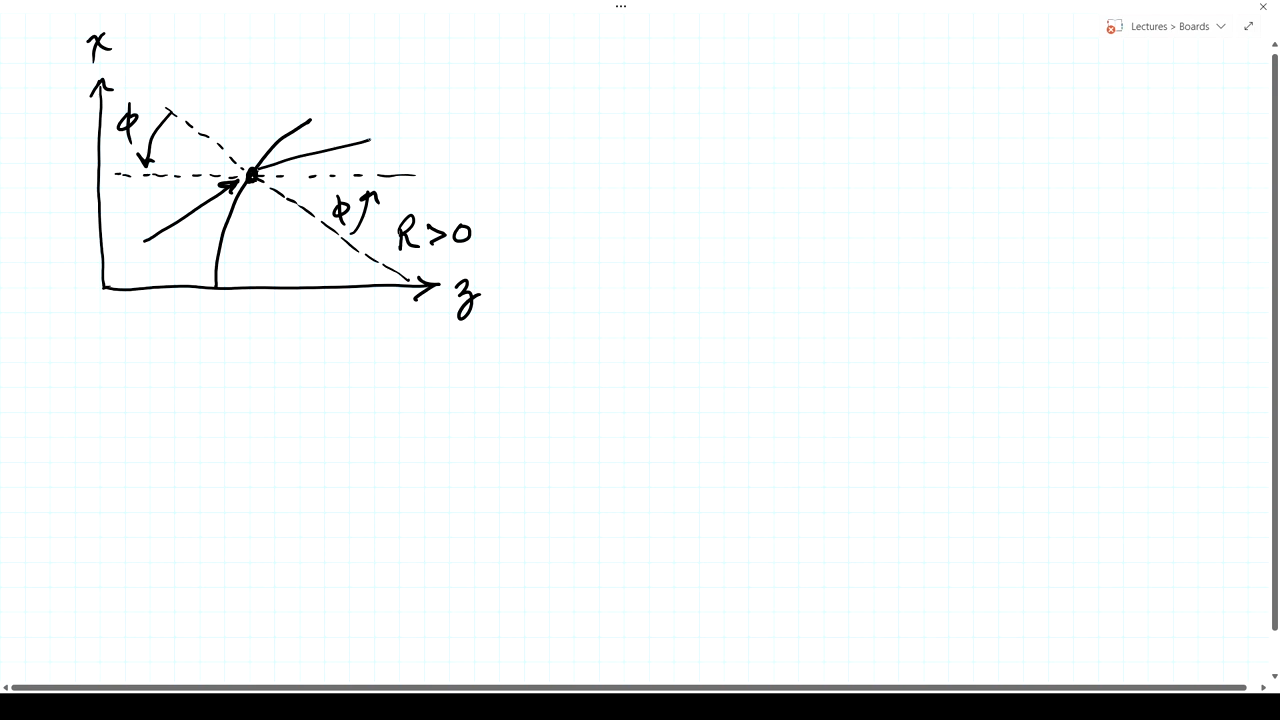 Lectures > Boards
x
ϕ
ϕ
R > 0
z